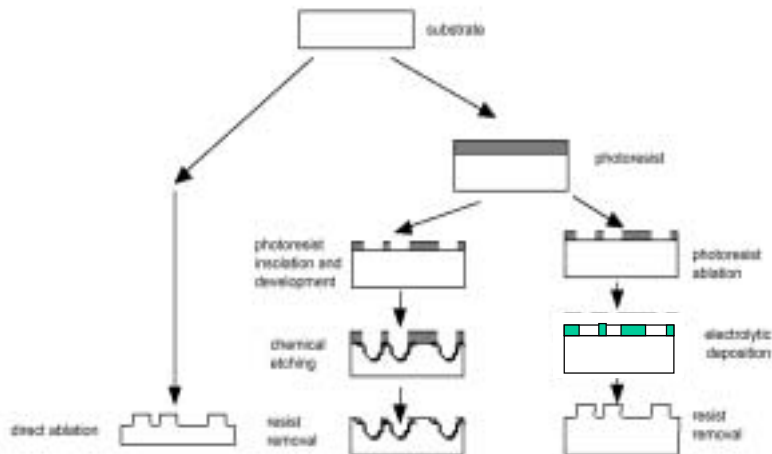 substrate
photoresist
photoresist
insolation and
development
photoresist
ablation
chemical
etching
electrolytic
deposition
direct ablation
resist
removal
resist
removal